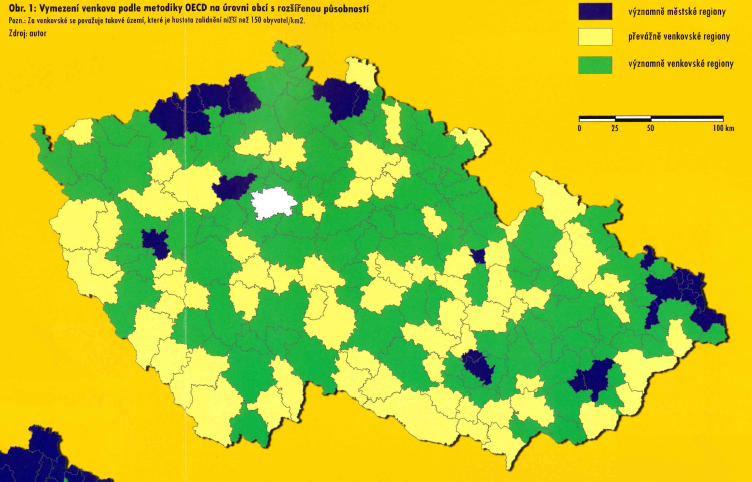 Obr. 1: Vymezení venkova podle metodiky OECD na úrovni obcí s rozšířenou působností
Pozn.: Za venkovské se považuje takové území, které je hustota zalidnění nižší než 150 obyvatel/km2.
Zdroj: autor
významně městské regiony
převážně venkovské regiony
významně venkovské regiony
0 25 50 100 km